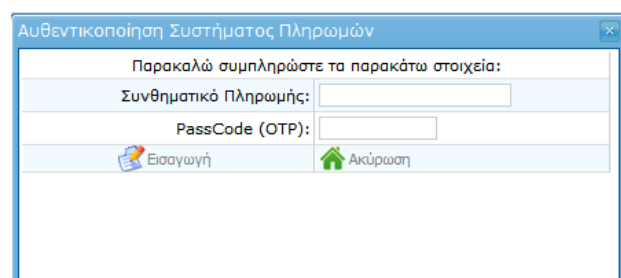 Αυθεντικοποίηση Συστήματος Πληρωμών
Παρακαλώ συμπληρώστε τα παρακάτω στοιχεία:
Συνθηματικό Πληρωμής:
PassCode (OTP):
Εισαγωγή Ακύρωση